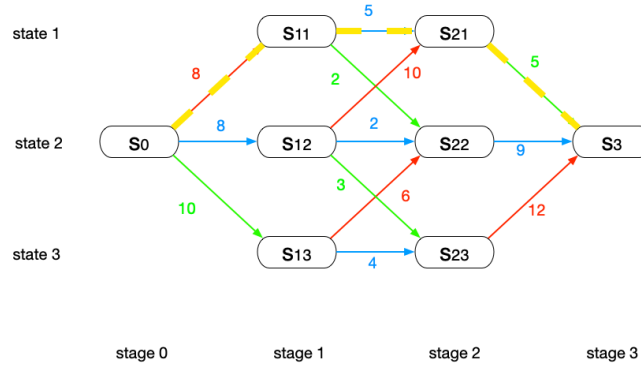 state 1
S11
5
S21
8
2
10
5
state 2
S0
8
S12
2
S22
9
S3
10
3
6
12
state 3
S13
4
S23
stage 0
stage 1
stage 2
stage 3